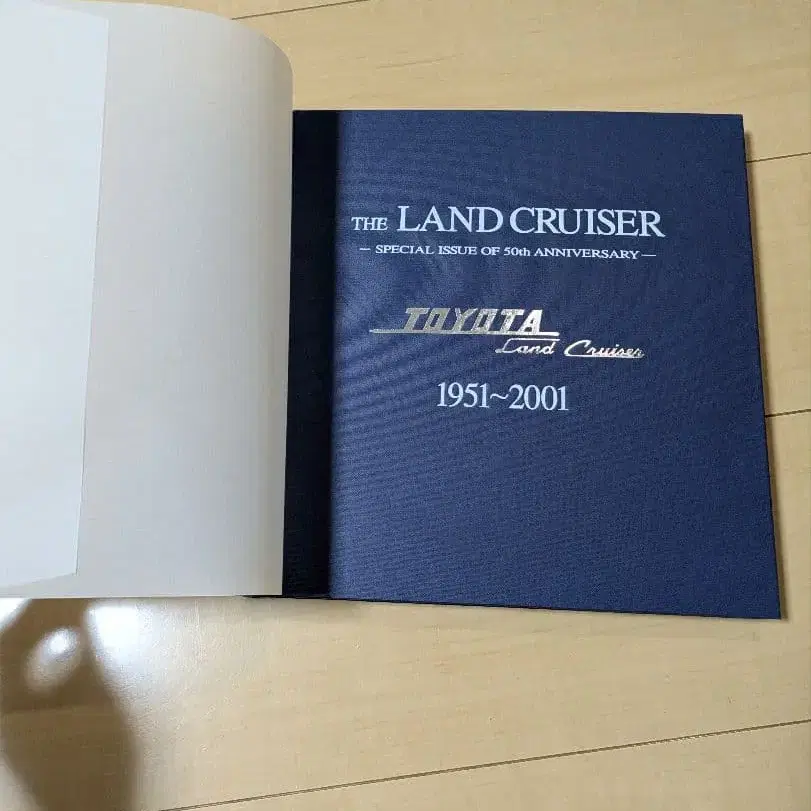 THE LAND CRUISER
— SPECIAL ISSUE OF 50th ANNIVERSARY —
TOYOTA
Land Cruiser
1951~2001